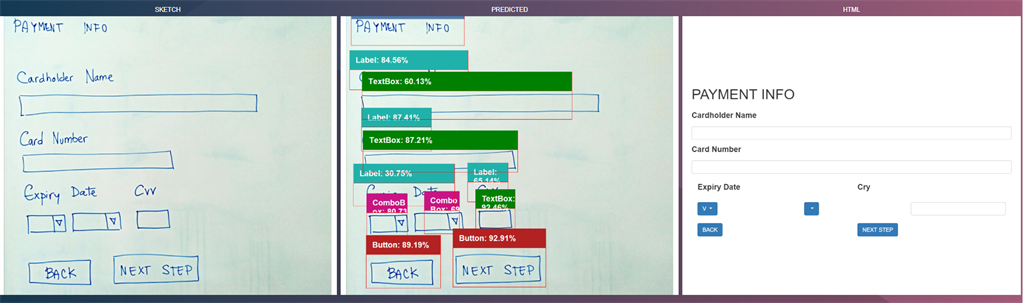 SKETCH
PAYMENT INFO
Cardholder Name
Card Number
Expiry Date CVV
BACK NEXT STEP
PREDICTED
PAYMENT INFO
Label: 84.56%
TextBox: 60.13%
Label: 87.41%
TextBox: 87.21%
Label: 30.75% Label: 65.14%
ComboBox: 80.73 ComboBox: 69 TextBox: 92.46%
Button: 89.19% Button: 92.91%
BACK NEXT STEP
HTML
PAYMENT INFO
Cardholder Name
Card Number
Expiry Date Cry
V
BACK NEXT STEP